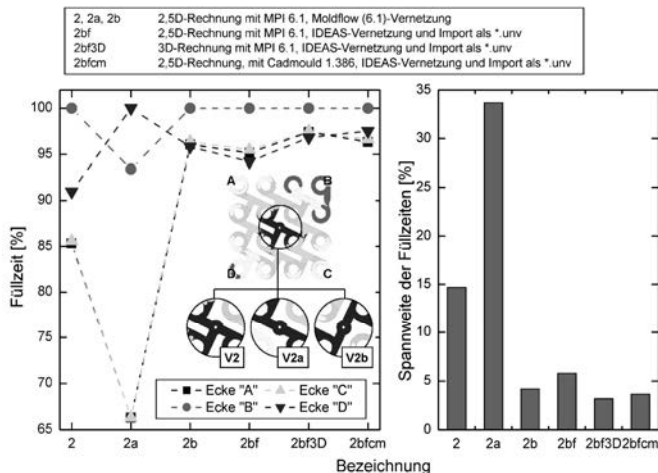 2, 2a, 2b 2,5D-Rechnung mit MPI 6.1, Moldflow (6.1)-Vernetzung
2bf 2,5D-Rechnung mit MPI 6.1, IDEAS-Vernetzung und Import als *.unv
2bf3D 3D-Rechnung mit MPI 6.1, IDEAS-Vernetzung und Import als *.unv
2bfcm 2,5D-Rechnung, mit Cadmould 1.386, IDEAS-Vernetzung und Import als *.unv
Füllzeit [%]
100
95
90
85
80
75
70
65
A
B
D
C
V2
V2a
V2b
Ecke "A"
Ecke "C"
Ecke "B"
Ecke "D"
2
2a
2b
2bf
2bf3D
2bfcm
Spannweite der Füllzeiten [%]
35
30
25
20
15
10
5
0
2
2a
2b
2bf
2bf3D
2bfcm
Bezeichnung